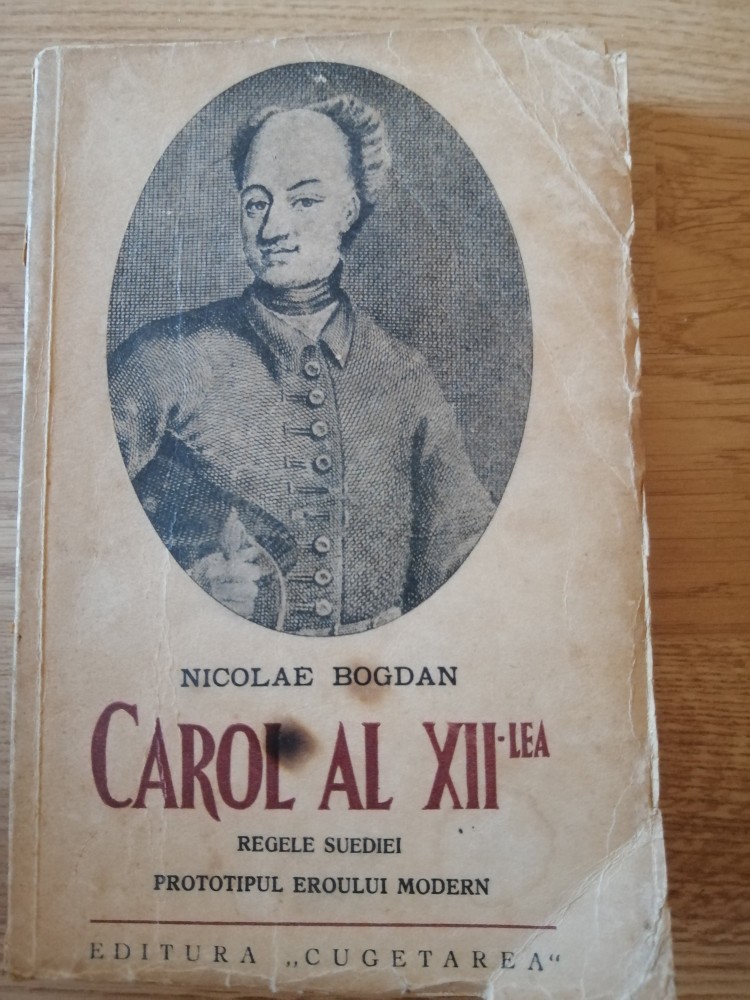 NICOLAE BOGDAN
CAROL AL XII-LEA
REGELE SUEDIEI
PROTOTIPUL EROULUI MODERN
EDITURA „CUGETAREA“